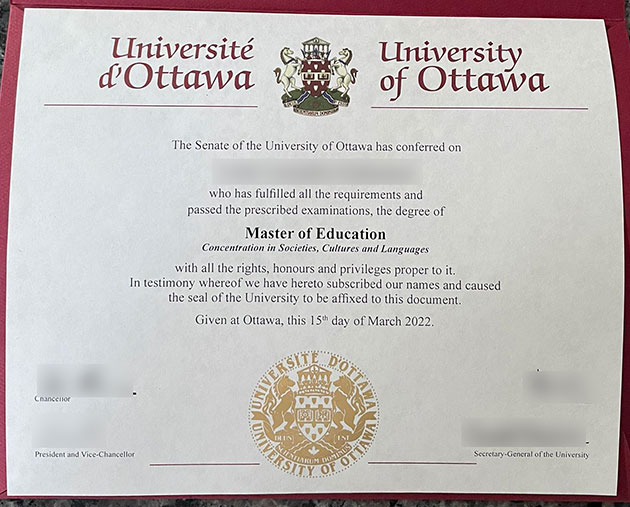 Université
d'Ottawa
University
of Ottawa
The Senate of the University of Ottawa has conferred on
who has fulfilled all the requirements and
passed the prescribed examinations, the degree of
Master of Education
Concentration in Societies, Cultures and Languages
with all the rights, honours and privileges proper to it.
In testimony whereof we have hereto subscribed our names and caused
the seal of the University to be affixed to this document.
Given at Ottawa, this 15th day of March 2022.
UNIVERSITÉ D'OTTAWA
UNIVERSITY OF OTTAWA
Chancellor
President and Vice-Chancellor
Secretary-General of the University